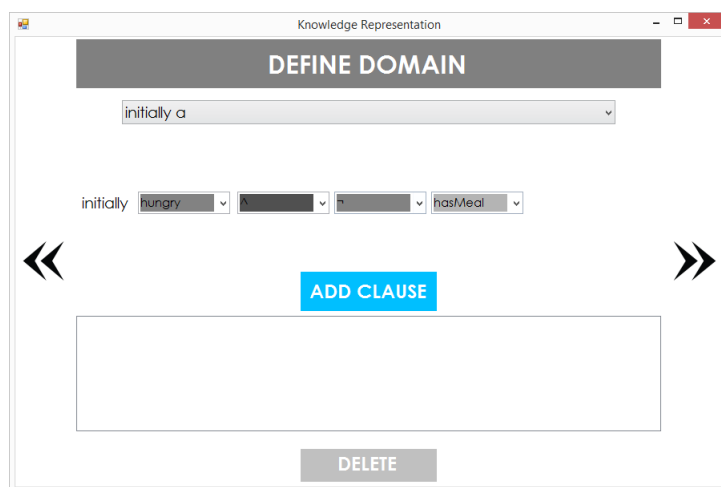 Knowledge Representation
DEFINE DOMAIN
initially a
initially hungry ^ ¬ hasMeal
ADD CLAUSE
DELETE